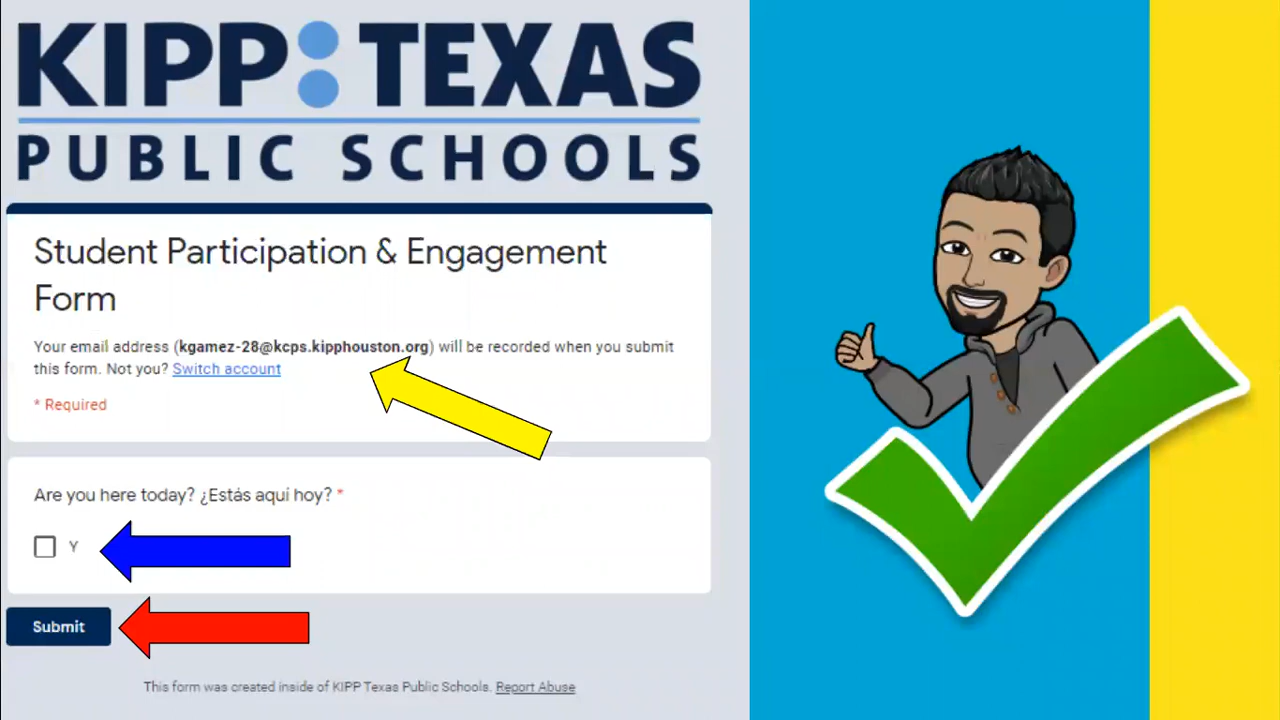 KIPP:TEXAS
PUBLIC SCHOOLS
Student Participation & Engagement
Form
Your email address (kgamez-28@kcps.kipphouston.org) will be recorded when you submit
this form. Not you? Switch account
* Required
Are you here today? ¿Estás aquí hoy? *
Y
Submit
This form was created inside of KIPP Texas Public Schools. Report Abuse